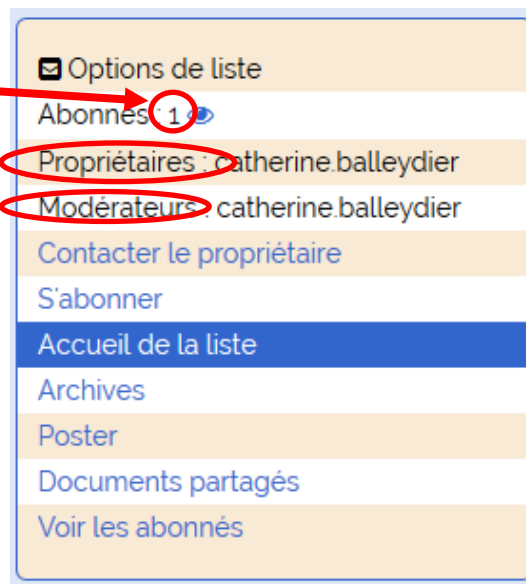 Options de liste
Abonnés : 1
Propriétaires : catherine.balleydier
Modérateurs : catherine.balleydier
Contacter le propriétaire
S'abonner
Accueil de la liste
Archives
Poster
Documents partagés
Voir les abonnés